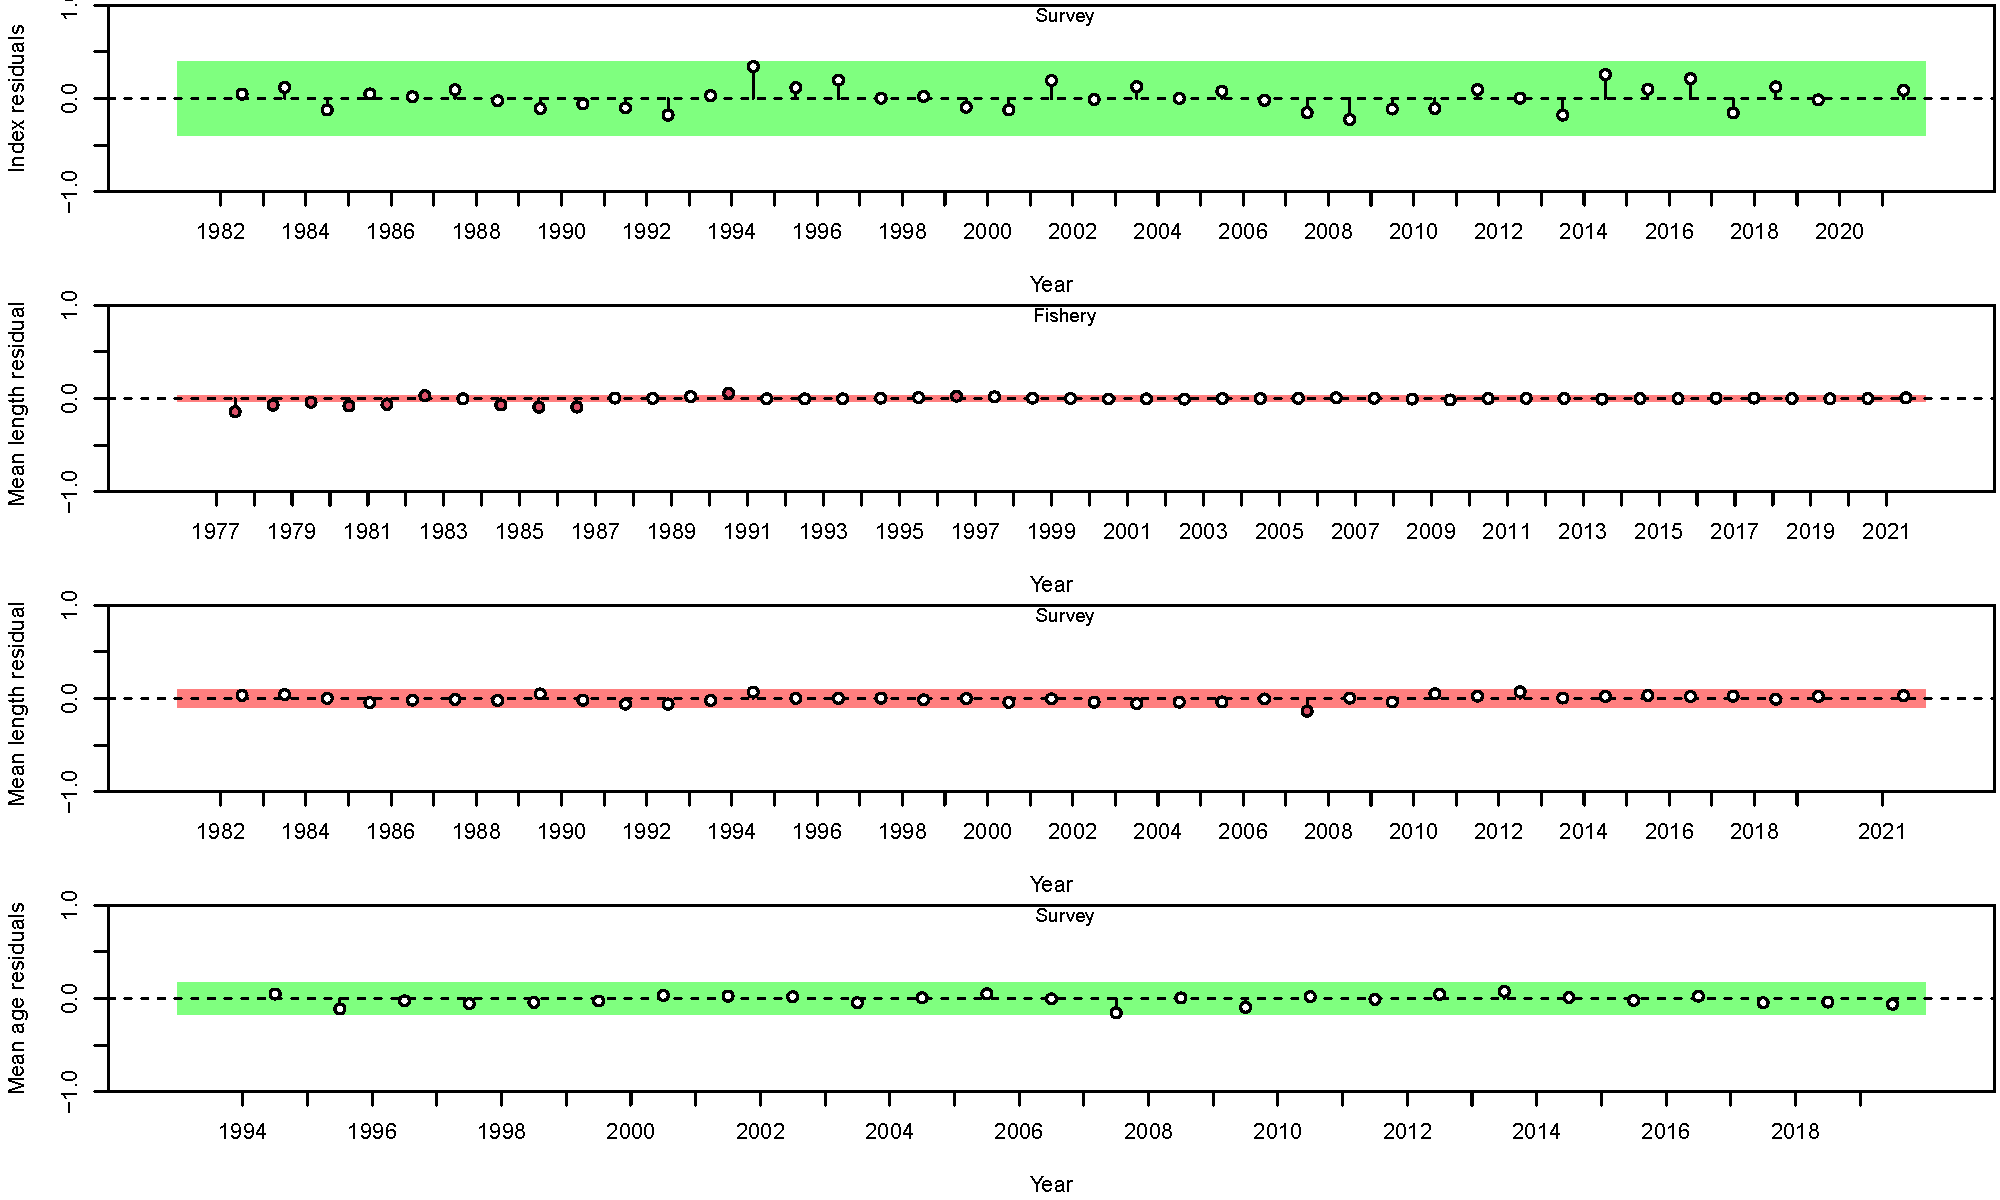 Survey
Index residuals
1.0
0.0
−1.0
1982 1984 1986 1988 1990 1992 1994 1996 1998 2000 2002 2004 2006 2008 2010 2012 2014 2016 2018 2020
Year
Fishery
Mean length residual
1.0
0.0
−1.0
1977 1979 1981 1983 1985 1987 1989 1991 1993 1995 1997 1999 2001 2003 2005 2007 2009 2011 2013 2015 2017 2019 2021
Year
Survey
Mean length residual
1.0
0.0
−1.0
1982 1984 1986 1988 1990 1992 1994 1996 1998 2000 2002 2004 2006 2008 2010 2012 2014 2016 2018 2021
Year
Survey
Mean age residuals
1.0
0.0
−1.0
1994 1996 1998 2000 2002 2004 2006 2008 2010 2012 2014 2016 2018
Year